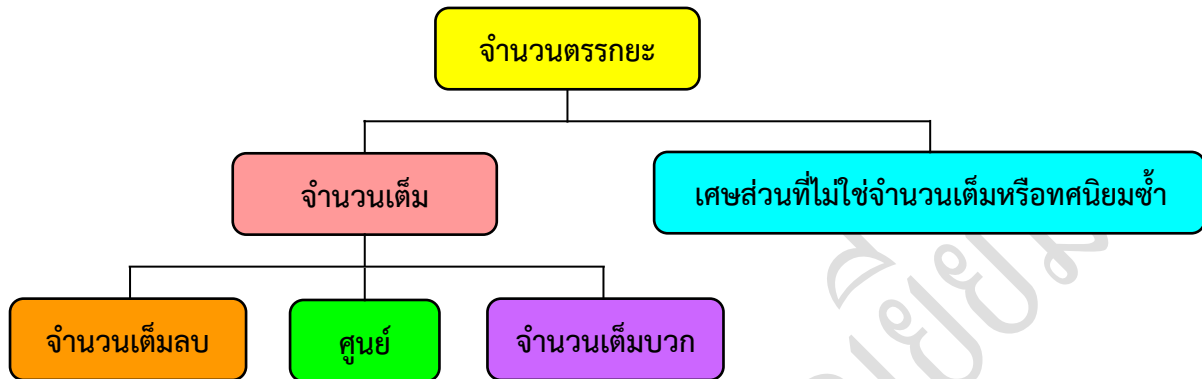 จำนวนตรรกยะ
จำนวนเต็ม
เศษส่วนที่ไม่ใช่จำนวนเต็มหรือทศนิยมซ้ำ
จำนวนเต็มลบ
ศูนย์
จำนวนเต็มบวก